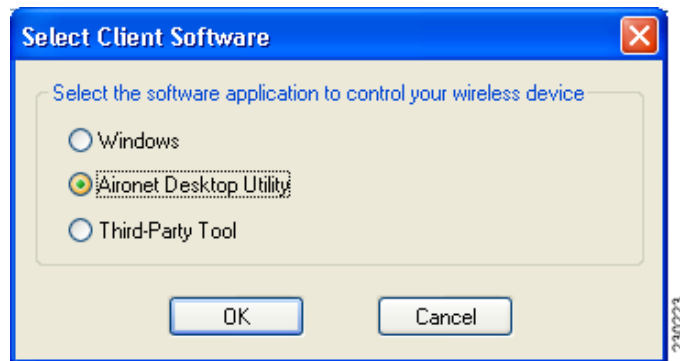 Select Client Software
Select the software application to control your wireless device
Windows
Aironet Desktop Utility
Third-Party Tool
OK
Cancel
230223